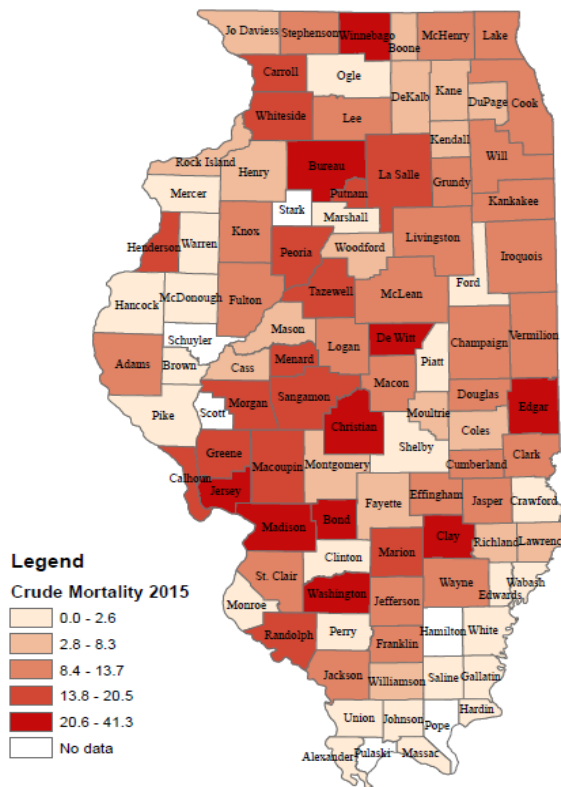 Jo Daviess
Stephenson
Winnebago
Boone
McHenry
Lake
Carroll
Ogle
DeKalb
Kane
DuPage
Cook
Whiteside
Lee
Kendall
Rock Island
Henry
Bureau
La Salle
Will
Grundy
Putnam
Mercer
Stark
Marshall
Kankakee
Henderson
Warren
Knox
Peoria
Woodford
Livingston
Iroquois
Hancock
McDonough
Fulton
Tazewell
McLean
Ford
Mason
Schuyler
Adams
Brown
Cass
Menard
Logan
De Witt
Piatt
Champaign
Vermilion
Macon
Pike
Scott
Morgan
Sangamon
Christian
Moultrie
Douglas
Coles
Edgar
Shelby
Greene
Macoupin
Montgomery
Cumberland
Clark
Calhoun
Jersey
Fayette
Effingham
Jasper
Crawford
Madison
Bond
Clay
Richland
Lawrence
Clinton
Marion
St. Clair
Wayne
Edwards
Wabash
Monroe
Washington
Jefferson
Randolph
Perry
Hamilton
White
Franklin
Jackson
Williamson
Saline
Gallatin
Union
Johnson
Pope
Hardin
Alexander
Pulaski
Massac
Legend
Crude Mortality 2015
0.0 - 2.6
2.8 - 8.3
8.4 - 13.7
13.8 - 20.5
20.6 - 41.3
No data